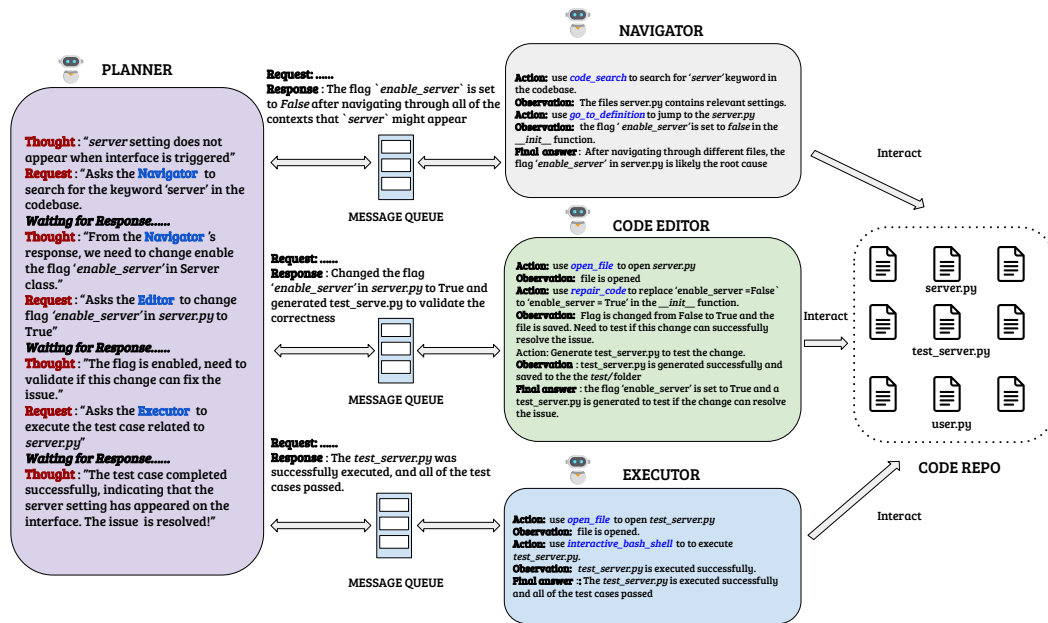 PLANNER
Thought : "server setting does not
appear when interface is triggered"
Request : "Asks the Navigator to
search for the keyword 'server' in the
codebase.
Waiting for Response......
Thought : "From the Navigator 's
response, we need to change enable
the flag 'enable_server' in Server
class."
Request : "Asks the Editor to change
flag 'enable_server' in server.py to
True"
Waiting for Response......
Thought : "The flag is enabled, need to
validate if this change can fix the
issue."
Request : "Asks the Executor to
execute the test case related to
server.py"
Waiting for Response......
Thought : "The test case completed
successfully, indicating that the
server setting has appeared on the
interface. The issue is resolved!"
Request: ......
Response : The flag `enable_server` is set
to False after navigating through all of the
contexts that `server` might appear
MESSAGE QUEUE
Request: ......
Response : Changed the flag
'enable_server' in server.py to True and
generated test_serve.py to validate the
correctness
MESSAGE QUEUE
Request: ......
Response : The test_server.py was
successfully executed, and all of the test
cases passed.
MESSAGE QUEUE
NAVIGATOR
Action: use code_search to search for 'server' keyword in
the codebase.
Observation: The files server.py contains relevant settings.
Action: use go_to_definition to jump to the server.py
Observation: the flag ' enable_server' is set to false in the
__init__ function.
Final answer : After navigating through different files, the
flag 'enable_server' in server.py is likely the root cause
CODE EDITOR
Action: use open_file to open server.py
Observation: file is opened
Action: use repair_code to replace 'enable_server =False`
to 'enable_server = True' in the __init__ function.
Observation: Flag is changed from False to True and the
file is saved. Need to test if this change can successfully
resolve the issue.
Action: Generate test_server.py to test the change.
Observation : test_server.py is generated successfully and
saved to the the test/ folder
Final answer : the flag 'enable_server' is set to True and a
test_server.py is generated to test if the change can resolve
the issue.
EXECUTOR
Action: use open_file to open test_server.py
Observation: file is opened.
Action: use interactive_bash_shell to to execute
test_server.py.
Observation: test_server.py is executed successfully.
Final answer :: The test_server.py is executed successfully
and all of the test cases passed
Interact
Interact
Interact
server.py
test_server.py
user.py
CODE REPO